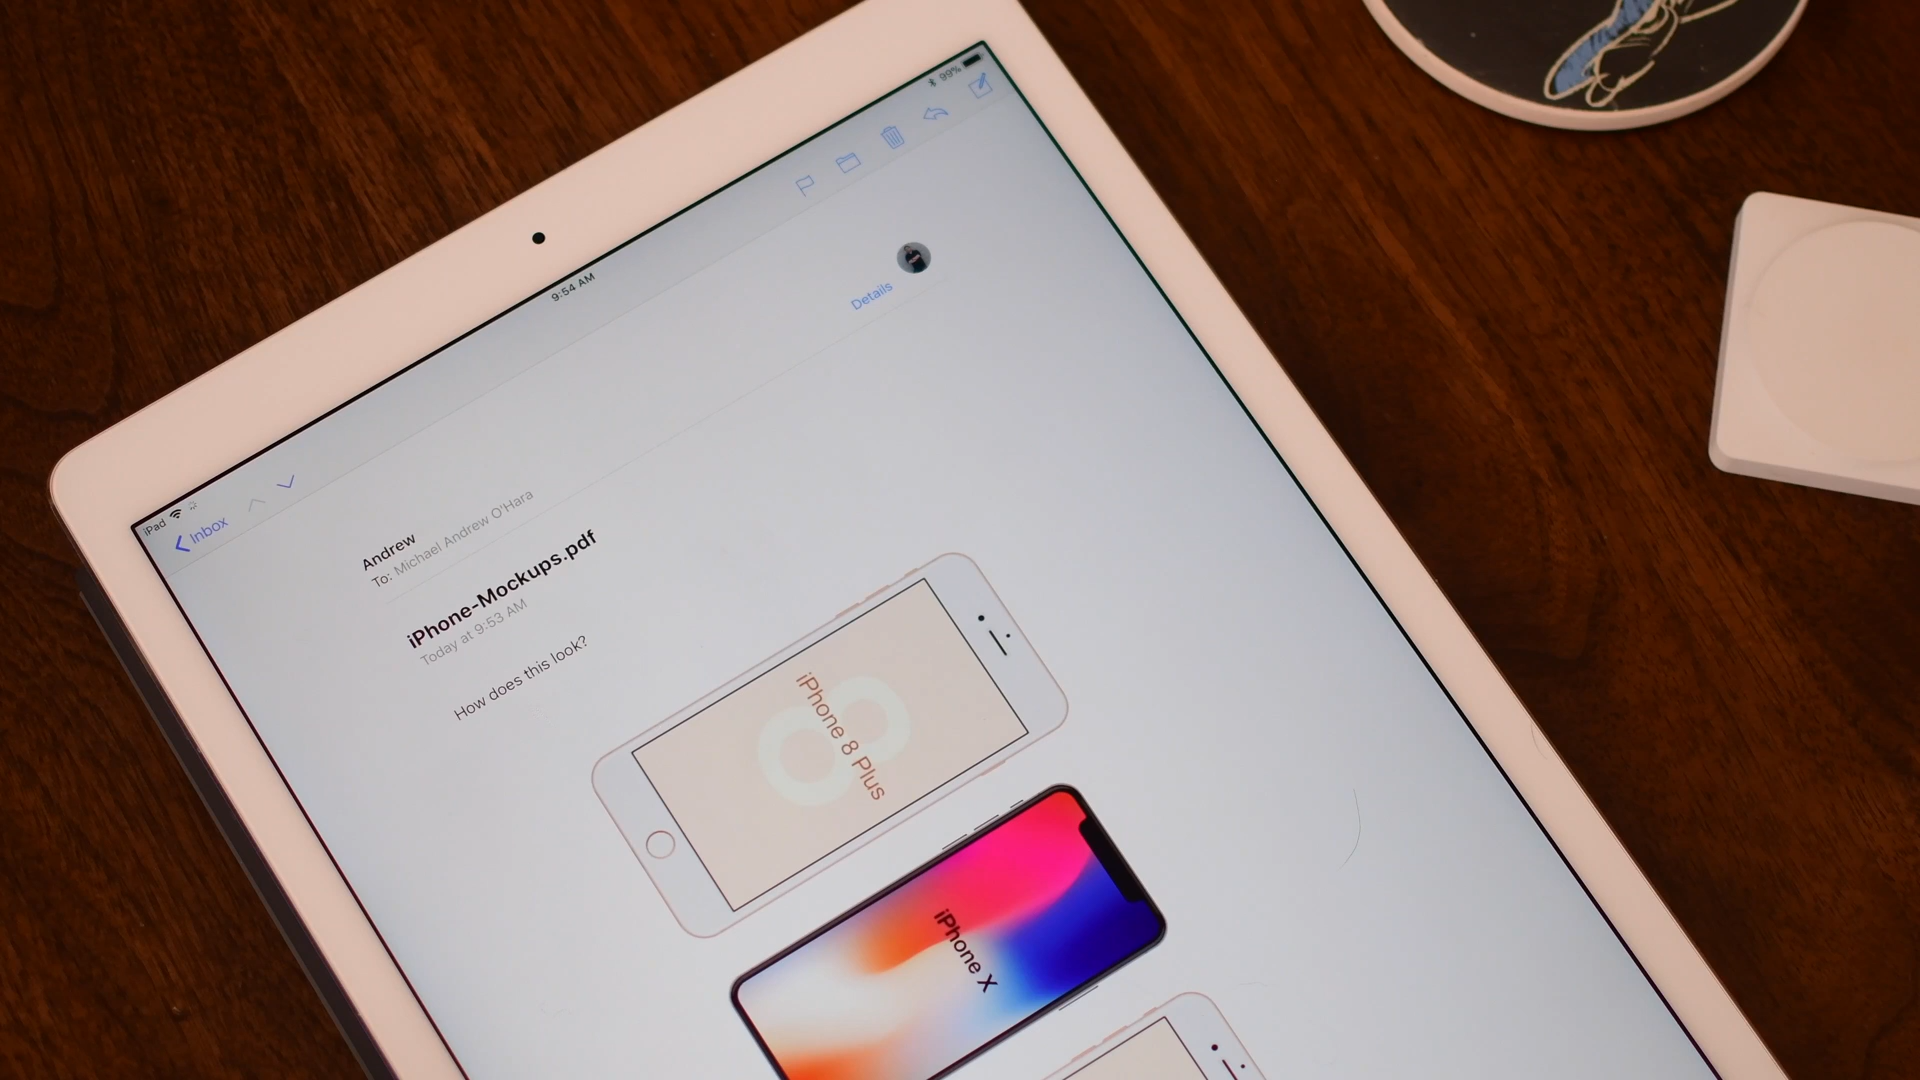 iPad
9:54 AM
99%
Inbox
Andrew
Details
To: Michael Andrew O'Hara
iPhone-Mockups.pdf
Today at 9:53 AM
How does this look?
8
iPhone 8 Plus
iPhone X